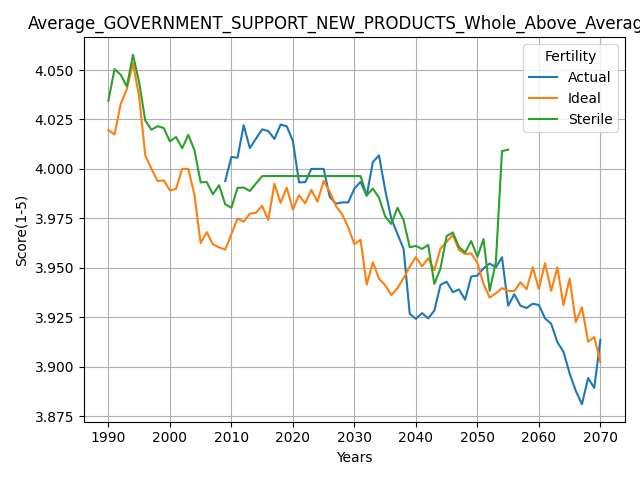 Average_GOVERNMENT_SUPPORT_NEW_PRODUCTS_Whole_Above_Averag
Fertility
Actual
Ideal
Sterile
4.050
4.025
4.000
3.975
3.950
3.925
3.900
3.875
Score(1-5)
1990 2000 2010 2020 2030 2040 2050 2060 2070
Years